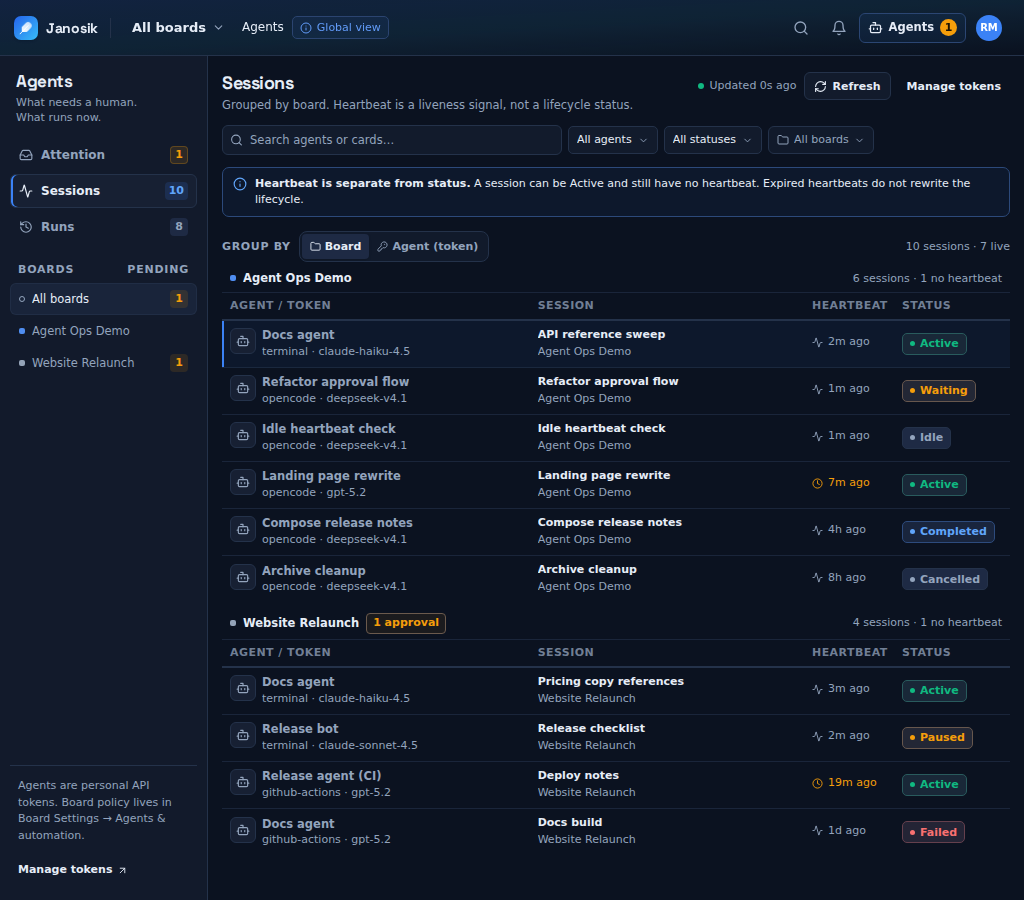 Janosik
All boards
Agents
Global view
Agents
1
RM
Agents
What needs a human.
What runs now.
Attention
1
Sessions
10
Runs
8
BOARDS
PENDING
All boards
1
Agent Ops Demo
Website Relaunch
1
Agents are personal API
tokens. Board policy lives in
Board Settings → Agents &
automation.
Manage tokens
Sessions
Grouped by board. Heartbeat is a liveness signal, not a lifecycle status.
Updated 0s ago
Refresh
Manage tokens
Search agents or cards...
All agents
All statuses
All boards
Heartbeat is separate from status. A session can be Active and still have no heartbeat. Expired heartbeats do not rewrite the
lifecycle.
GROUP BY
Board
Agent (token)
10 sessions · 7 live
Agent Ops Demo
6 sessions · 1 no heartbeat
AGENT / TOKEN
SESSION
HEARTBEAT
STATUS
Docs agent
terminal · claude-haiku-4.5
API reference sweep
Agent Ops Demo
2m ago
Active
Refactor approval flow
opencode · deepseek-v4.1
Refactor approval flow
Agent Ops Demo
1m ago
Waiting
Idle heartbeat check
opencode · deepseek-v4.1
Idle heartbeat check
Agent Ops Demo
1m ago
Idle
Landing page rewrite
opencode · gpt-5.2
Landing page rewrite
Agent Ops Demo
7m ago
Active
Compose release notes
opencode · deepseek-v4.1
Compose release notes
Agent Ops Demo
4h ago
Completed
Archive cleanup
opencode · deepseek-v4.1
Archive cleanup
Agent Ops Demo
8h ago
Cancelled
Website Relaunch
1 approval
4 sessions · 1 no heartbeat
AGENT / TOKEN
SESSION
HEARTBEAT
STATUS
Docs agent
terminal · claude-haiku-4.5
Pricing copy references
Website Relaunch
3m ago
Active
Release bot
terminal · claude-sonnet-4.5
Release checklist
Website Relaunch
2m ago
Paused
Release agent (CI)
github-actions · gpt-5.2
Deploy notes
Website Relaunch
19m ago
Active
Docs agent
github-actions · gpt-5.2
Docs build
Website Relaunch
1d ago
Failed